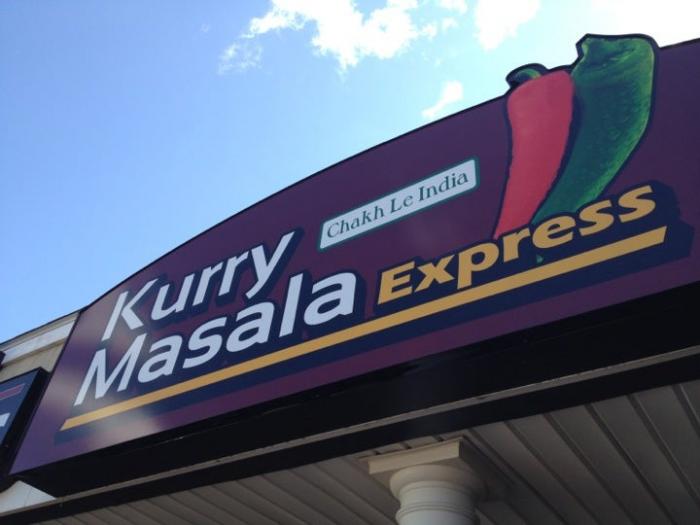 Chakh Le India
Kurry
Masala Express